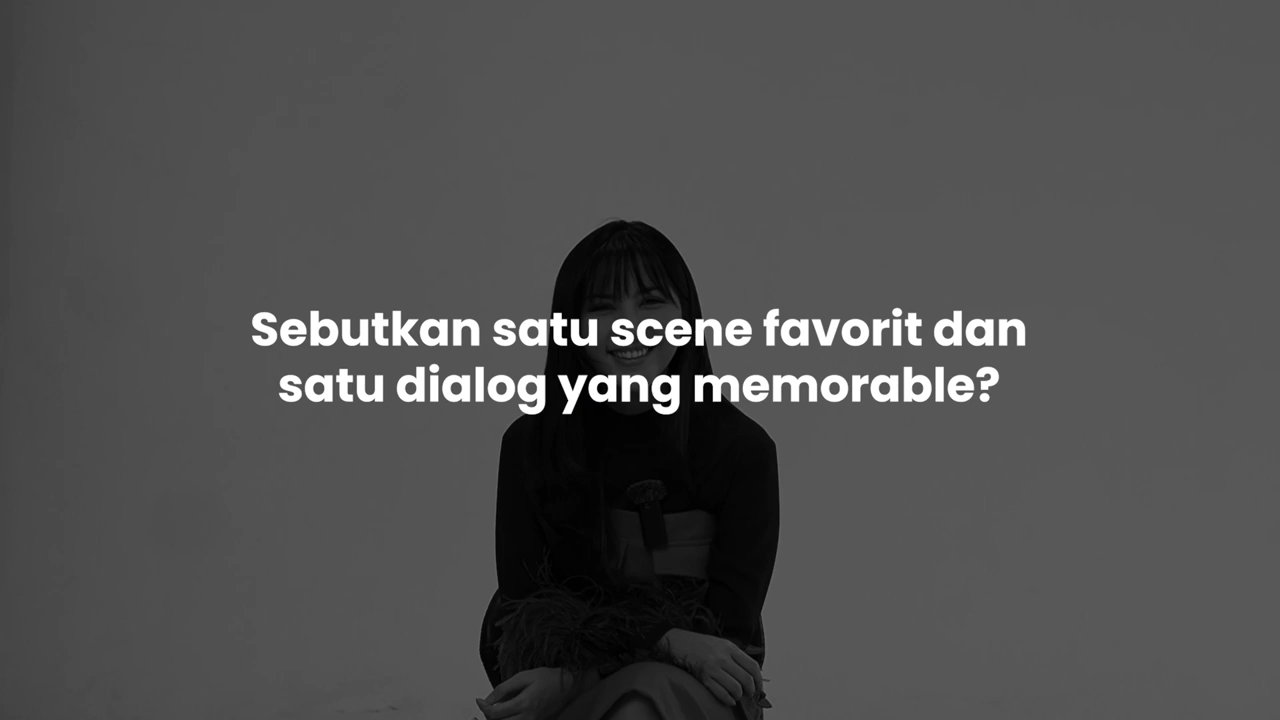 Sebutkan satu scene favorit dan
satu dialog yang memorable?